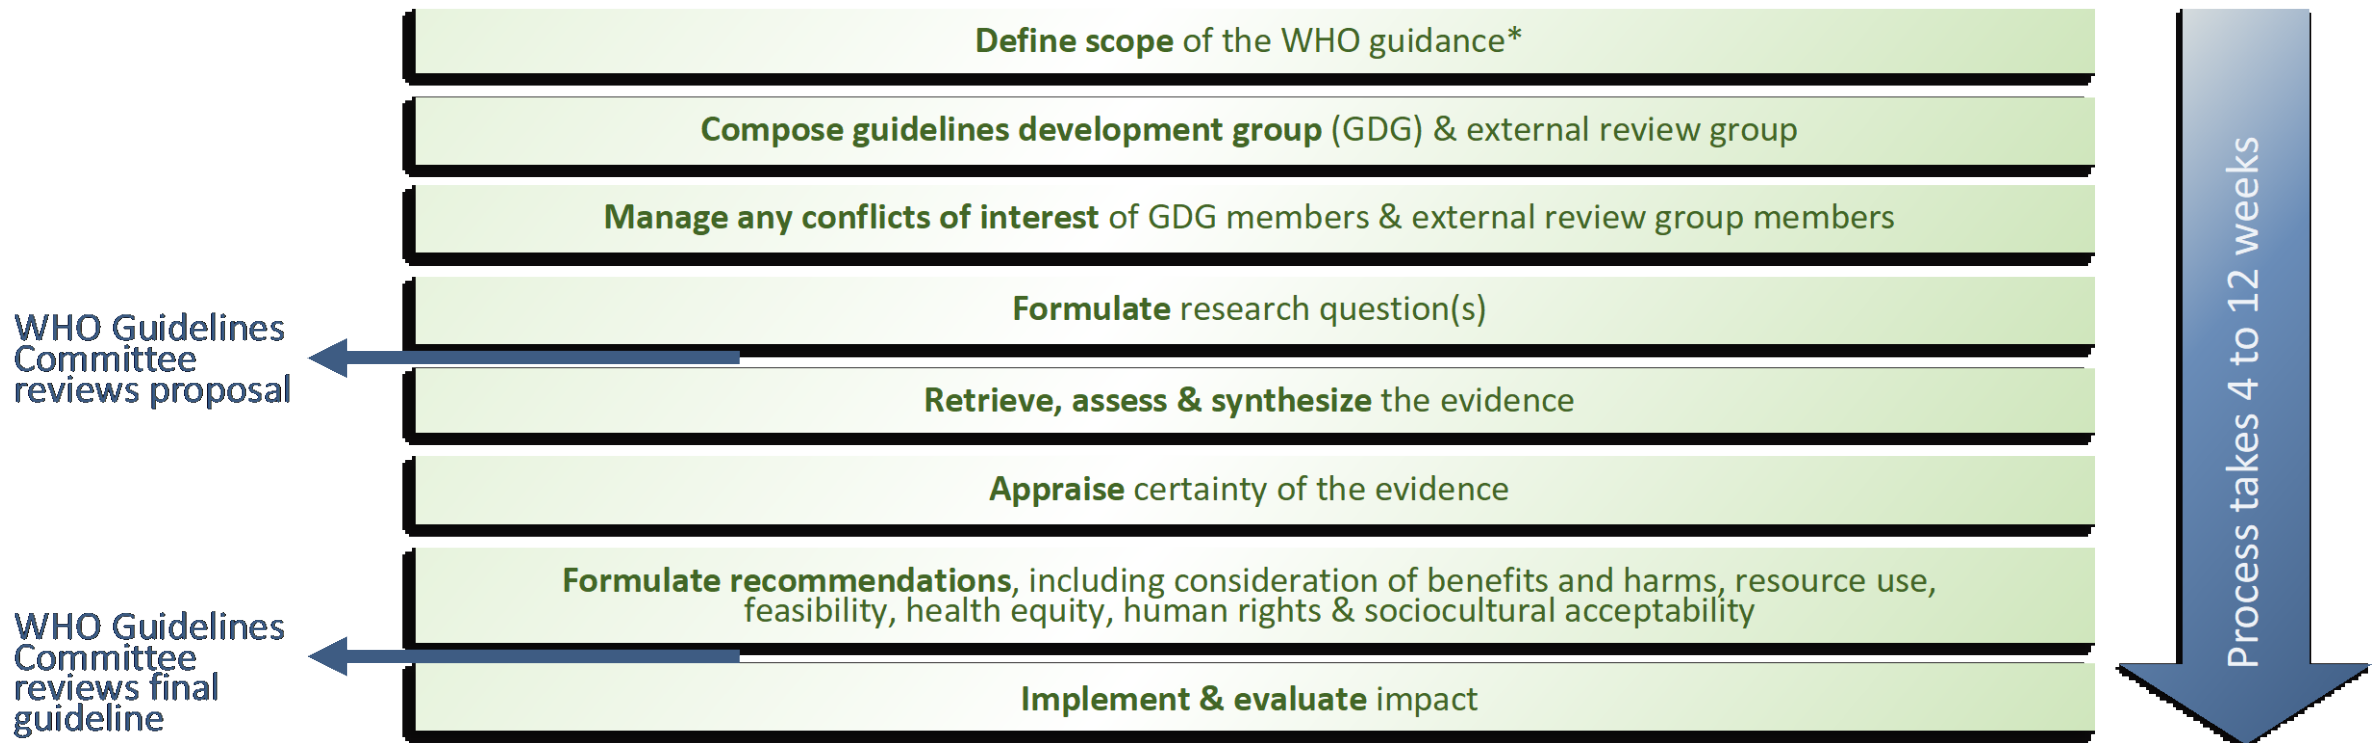 Define scope of the WHO guidance*
Compose guidelines development group (GDG) & external review group
Manage any conflicts of interest of GDG members & external review group members
Formulate research question(s)
WHO Guidelines
Committee
reviews proposal
Retrieve, assess & synthesize the evidence
Appraise certainty of the evidence
Formulate recommendations, including consideration of benefits and harms, resource use,
feasibility, health equity, human rights & sociocultural acceptability
WHO Guidelines
Committee
reviews final
guideline
Implement & evaluate impact
Process takes 4 to 12 weeks